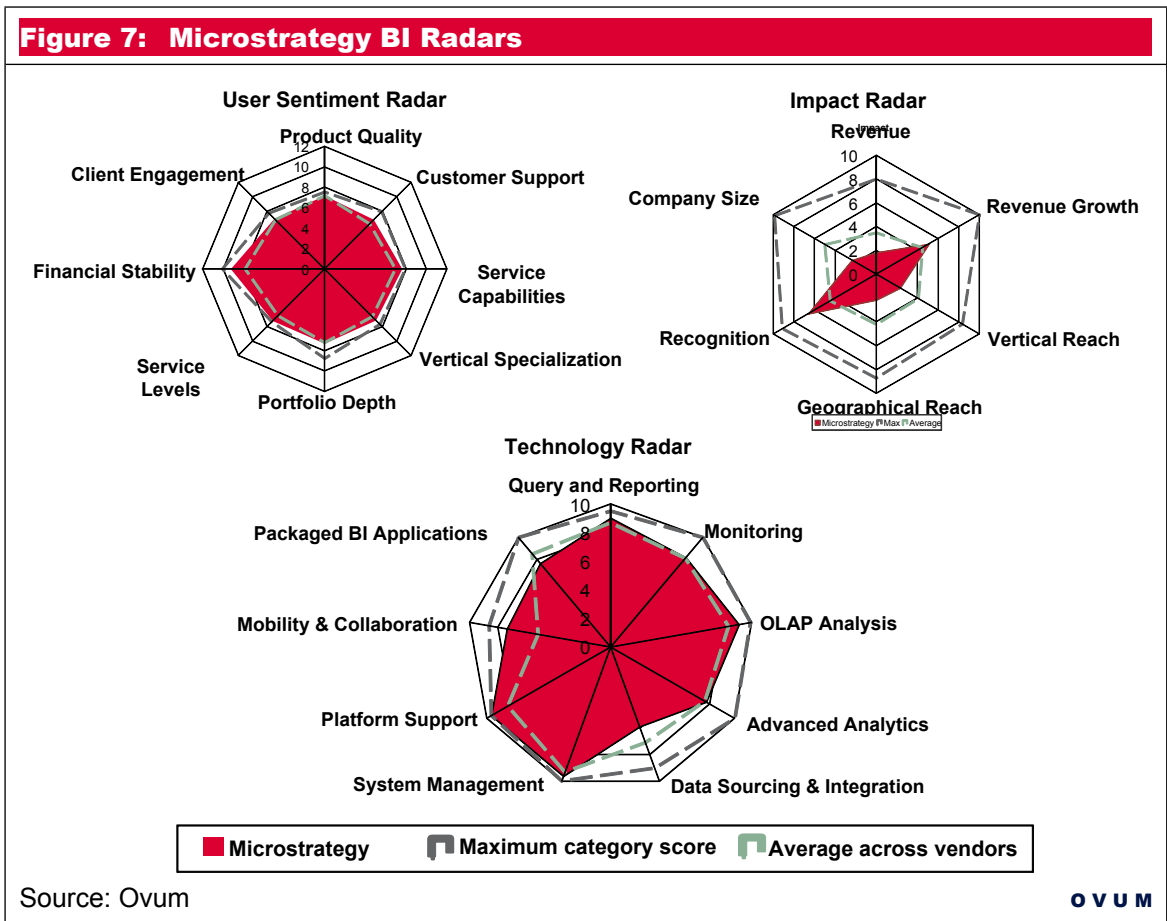 Figure 7: Microstrategy BI Radars
User Sentiment Radar
Product Quality
Customer Support
Service
Capabilities
Vertical Specialization
Portfolio Depth
Service
Levels
Financial Stability
Client Engagement
12
10
8
6
4
2
0
Impact Radar
Impact
Revenue
Revenue Growth
Vertical Reach
Geographical Reach
Recognition
Company Size
10
8
6
4
2
0
Microstrategy Max Average
Technology Radar
Query and Reporting
Monitoring
OLAP Analysis
Advanced Analytics
Data Sourcing & Integration
System Management
Platform Support
Mobility & Collaboration
Packaged BI Applications
10
8
6
4
2
0
Microstrategy Maximum category score Average across vendors
Source: Ovum
OVUM